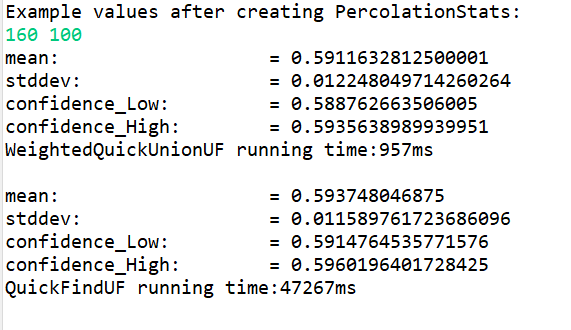 Example values after creating PercolationStats:
160 100
mean: = 0.5911632812500001
stddev: = 0.012248049714260264
confidence_Low: = 0.588762663506005
confidence_High: = 0.5935638989939951
WeightedQuickUnionUF running time:957ms
mean: = 0.593748046875
stddev: = 0.011589761723686096
confidence_Low: = 0.5914764535771576
confidence_High: = 0.5960196401728425
QuickFindUF running time:47267ms